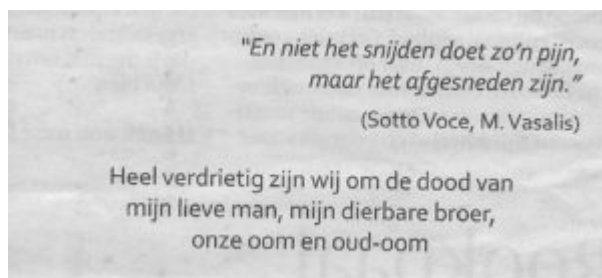 "En niet het snijden doet zo'n pijn,
maar het afgesneden zijn."
(Sotto Voce, M. Vasalis)
Heel verdrietig zijn wij om de dood van
mijn lieve man, mijn dierbare broer,
onze oom en oud-oom